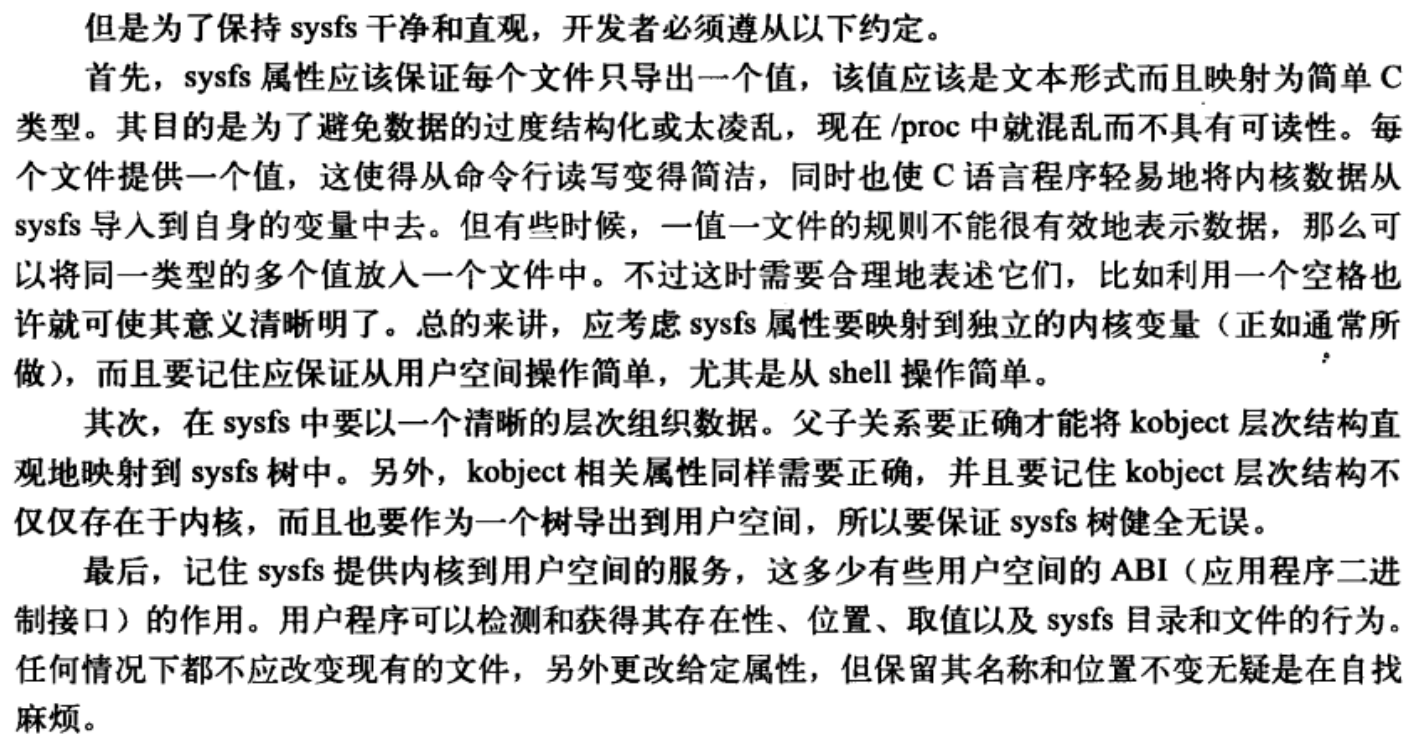 但是为了保持 sysfs 干净和直观，开发者必须遵从以下约定。
首先，sysfs 属性应该保证每个文件只导出一个值，该值应该是文本形式而且映射为简单 C
类型。其目的是为了避免数据的过度结构化或太凌乱，现在 /proc 中就混乱而不具有可读性。每
个文件提供一个值，这使得从命令行读写变得简洁，同时也使 C 语言程序轻易地将内核数据从
sysfs 导入到自身的变量中去。但有些时候，一值一文件的规则不能很有效地表示数据，那么可
以将同一类型的多个值放入一个文件中。不过这时需要合理地表述它们，比如利用一个空格也
许就可使其意义清晰明了。总的来讲，应考虑 sysfs 属性要映射到独立的内核变量（正如通常所
做），而且要记住应保证从用户空间操作简单，尤其是从 shell 操作简单。
其次，在 sysfs 中要以一个清晰的层次组织数据。父子关系要正确才能将 kobject 层次结构直
观地映射到 sysfs 树中。另外，kobject 相关属性同样需要正确，并且要记住 kobject 层次结构不
仅仅存在于内核，而且也要作为一个树导出到用户空间，所以要保证 sysfs 树健全无误。
最后，记住 sysfs 提供内核到用户空间的服务，这多少有些用户空间的 ABI（应用程序二进
制接口）的作用。用户程序可以检测和获得其存在性、位置、取值以及 sysfs 目录和文件的行为。
任何情况下都不应改变现有的文件，另外更改给定属性，但保留其名称和位置不变无疑是在自找
麻烦。